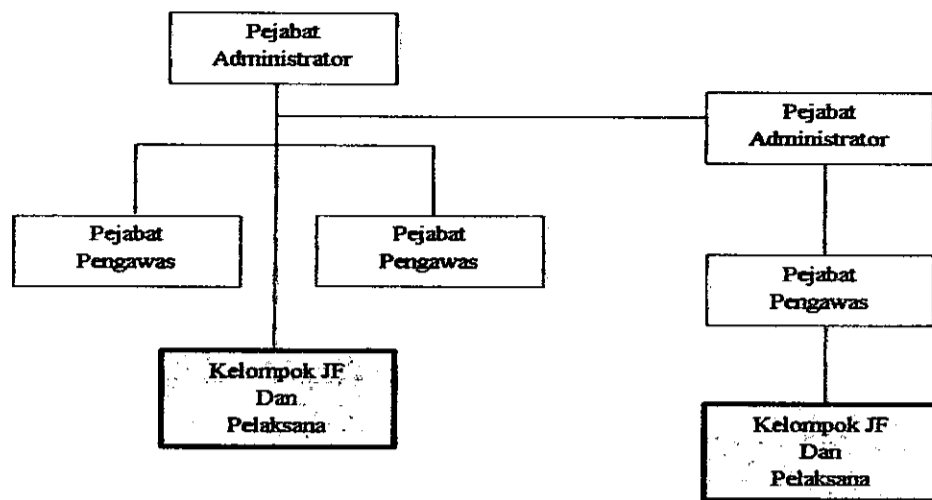 Pejabat
Administrator
Pejabat
Administrator
Pejabat
Pengawas
Pejabat
Pengawas
Pejabat
Pengawas
Kelompok JF
Dan
Pelaksana
Kelompok JF
Dan
Pelaksana